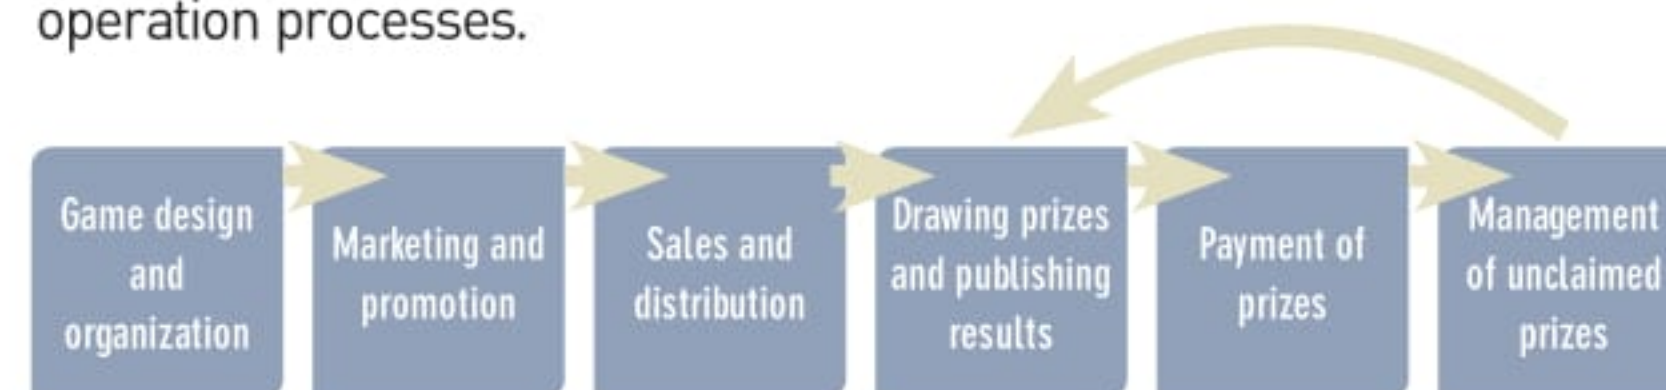 operation processes.
Game design
and
organization
Marketing and
promotion
Sales and
distribution
Drawing prizes
and publishing
results
Payment of
prizes
Management
of unclaimed
prizes